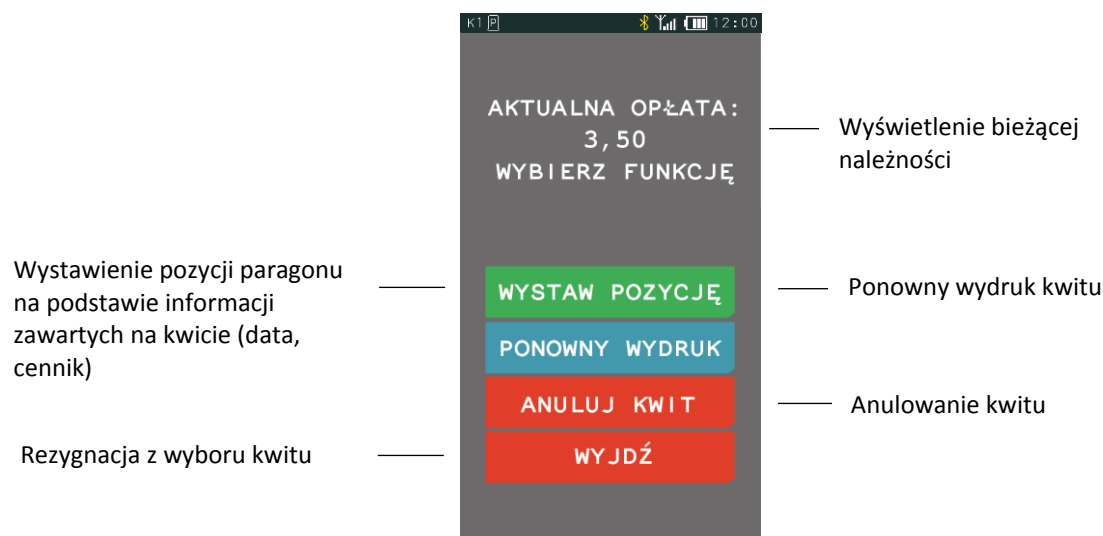 K1 P 12:00
AKTUALNA OPŁATA:
3,50
WYBIERZ FUNKCJĘ
Wyświetlenie bieżącej
należności
Wystawienie pozycji paragonu
na podstawie informacji
zawartych na kwicie (data,
cennik)
WYSTAW POZYCJĘ
Ponowny wydruk kwitu
PONOWNY WYDRUK
ANULUJ KWIT
Anulowanie kwitu
Rezygnacja z wyboru kwitu
WYJDŹ